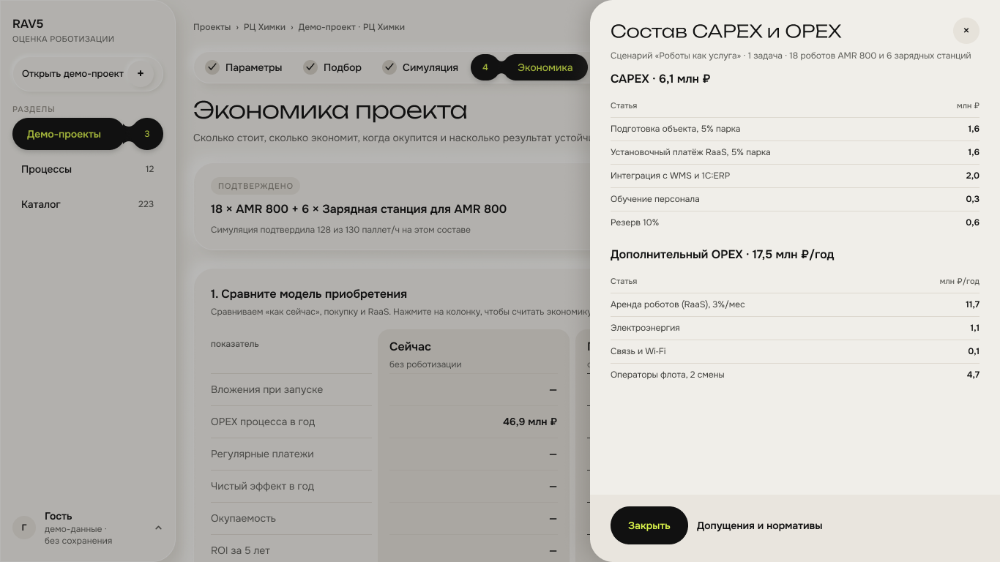 RAV5
ОЦЕНКА РОБОТИЗАЦИИ
Открыть демо-проект +
РАЗДЕЛЫ
Демо-проекты 3
Процессы 12
Каталог 223
Гость
демо-данные ·
без сохранения
Г
Проекты › РЦ Химки › Демо-проект · РЦ Химки
Параметры Подбор Симуляция 4 Экономика
Экономика проекта
Сколько стоит, сколько экономит, когда окупится и насколько результат
ПОДТВЕРЖДЕНО
18 × AMR 800 + 6 × Зарядная станция для AMR 800
Симуляция подтвердила 128 из 130 паллет/ч на этом составе
1. Сравните модель приобретения
Сравниваем «как сейчас», покупку и RaaS. Нажмите на колонку, чтобы считать экономику
показатель
Сейчас
без роботизации
Вложения при запуске —
OPEX процесса в год 46,9 млн ₽
Регулярные платежи —
Чистый эффект в год —
Окупаемость —
ROI за 5 лет —
Состав CAPEX и OPEX ×
Сценарий «Роботы как услуга» · 1 задача · 18 роботов AMR 800 и 6 зарядных станций
CAPEX · 6,1 млн ₽
Статья млн ₽
Подготовка объекта, 5% парка 1,6
Установочный платёж RaaS, 5% парка 1,6
Интеграция с WMS и 1С:ERP 2,0
Обучение персонала 0,3
Резерв 10% 0,6
Дополнительный OPEX · 17,5 млн ₽/год
Статья млн ₽/год
Аренда роботов (RaaS), 3%/мес 11,7
Электроэнергия 1,1
Связь и Wi-Fi 0,1
Операторы флота, 2 смены 4,7
Закрыть Допущения и нормативы